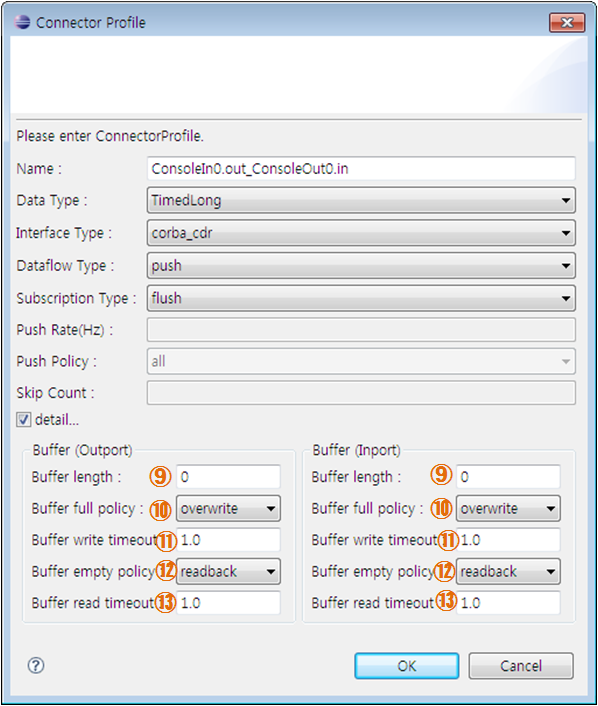 Connector Profile
Please enter ConnectorProfile.
Name : ConsoleIn0.out_ConsoleOut0.in
Data Type : TimedLong
Interface Type : corba_cdr
Dataflow Type : push
Subscription Type : flush
Push Rate(Hz) :
Push Policy : all
Skip Count :
detail...
Buffer (Outport) Buffer (Inport)
Buffer length : ⑨ 0 Buffer length : ⑨ 0
Buffer full policy : ⑩ overwrite Buffer full policy : ⑩ overwrite
Buffer write timeout ⑪ 1.0 Buffer write timeout ⑪ 1.0
Buffer empty policy ⑫ readback Buffer empty policy ⑫ readback
Buffer read timeout ⑬ 1.0 Buffer read timeout ⑬ 1.0
? OK Cancel